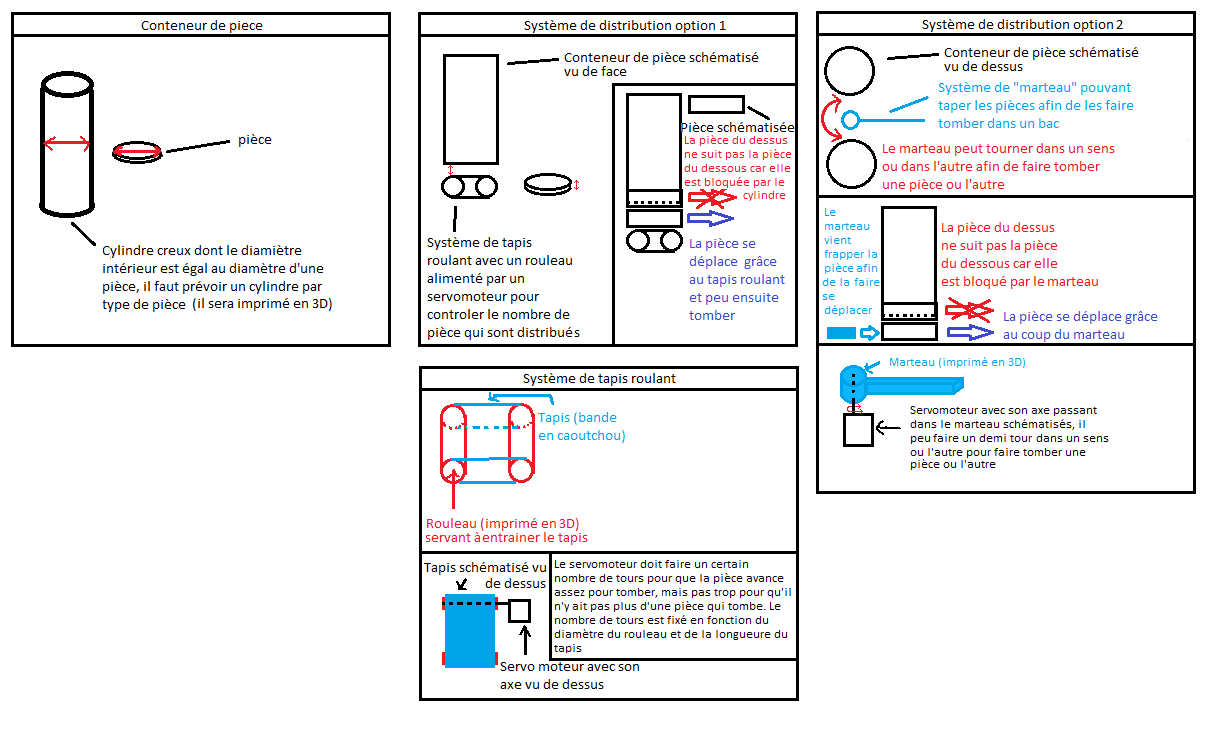 Conteneur de piece
pièce
Cylindre creux dont le diamiètre
intérieur est égal au diamètre d'une
pièce, il faut prévoir un cylindre par
type de pièce (il sera imprimé en 3D)
Système de distribution option 1
Conteneur de pièce schématisé
vu de face
Système de tapis
roulant avec un rouleau
alimenté par un
servomoteur pour
controler le nombre de
pièce qui sont distribués
Pièce schématisée
La pièce du dessus
ne suit pas la pièce
du dessous car elle
est bloquée par le
cylindre
La pièce se
déplace grâce
au tapis roulant
et peu ensuite
tomber
Système de distribution option 2
Conteneur de pièce schématisé
vu de dessus
Système de "marteau" pouvant
taper les pièces afin de les faire
tomber dans un bac
Le marteau peut tourner dans un sens
ou dans l'autre afin de faire tomber
une pièce ou l'autre
Le
marteau
vient
frapper la
pièce afin
de la faire
se
déplacer
La pièce du dessus
ne suit pas la pièce
du dessous car elle
est bloqué par le marteau
La pièce se déplace grâce
au coup du marteau
Marteau (imprimé en 3D)
Servomoteur avec son axe passant
dans le marteau schématisés, il
peu faire un demi tour dans un sens
ou l'autre pour faire tomber une
pièce ou l'autre
Système de tapis roulant
Tapis (bande
en caoutchou)
Rouleau (imprimé en 3D)
servant à entrainer le tapis
Tapis schématisé vu
de dessus
Servo moteur avec son
axe vu de dessus
Le servomoteur doit faire un certain
nombre de tours pour que la pièce avance
assez pour tomber, mais pas trop pour qu'il
n'y ait pas plus d'une pièce qui tombe. Le
nombre de tours est fixé en fonction du
diamètre du rouleau et de la longueure du
tapis